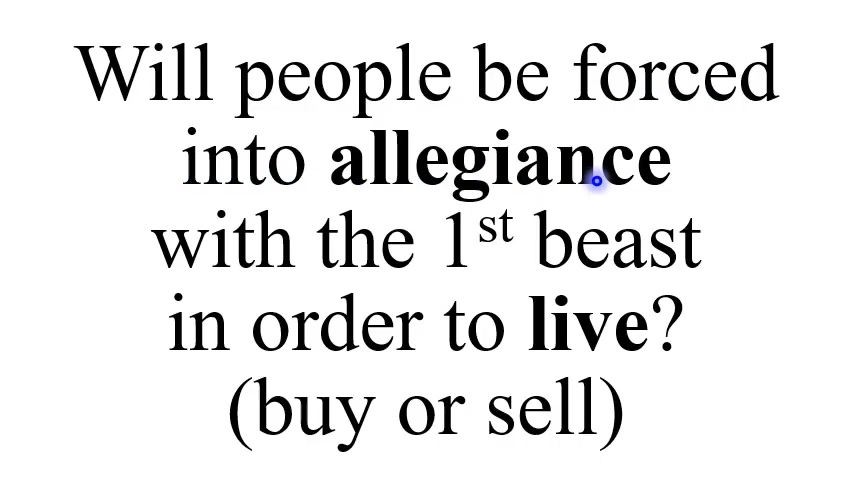 Will people be forced
into allegiance
with the 1st beast
in order to live?
(buy or sell)